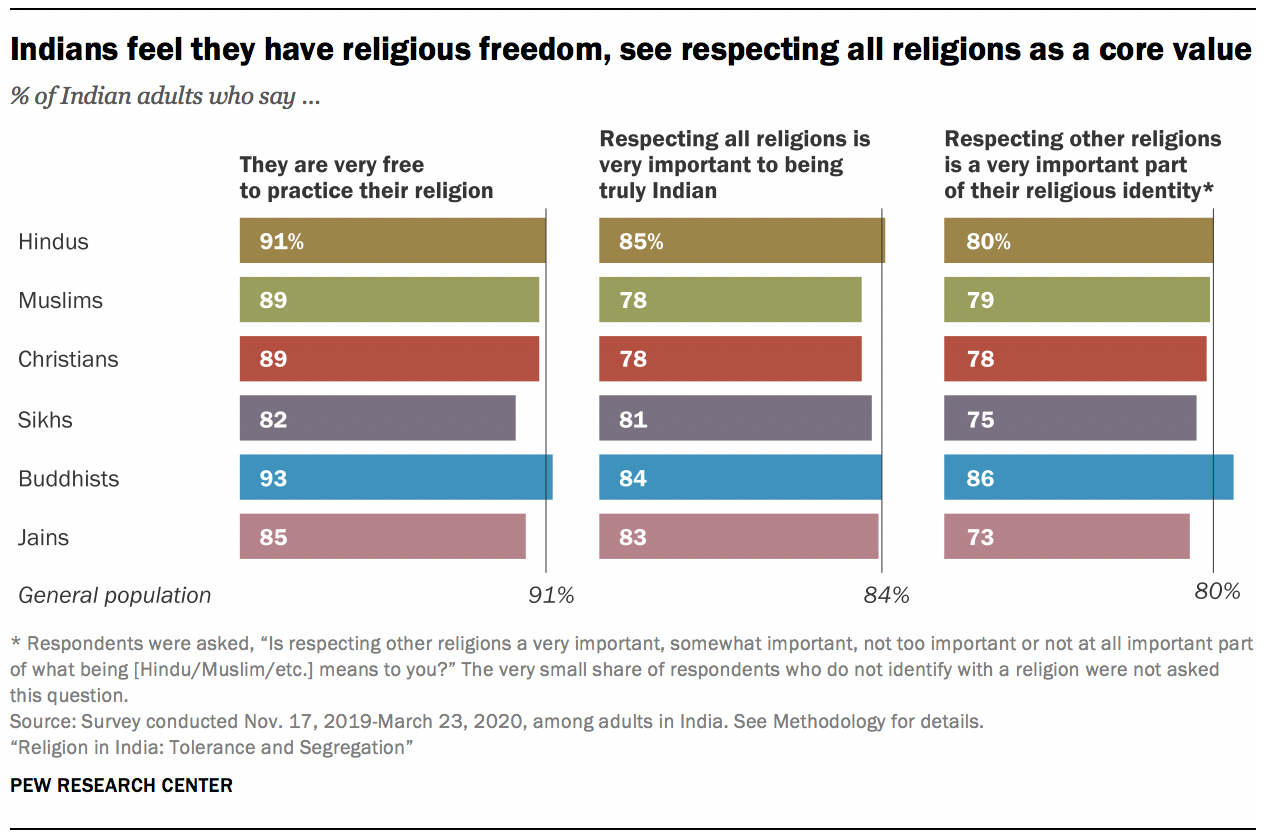 Indians feel they have religious freedom, see respecting all religions as a core value
% of Indian adults who say ...
They are very free
to practice their religion
Respecting all religions is
very important to being
truly Indian
Respecting other religions
is a very important part
of their religious identity*
Hindus 91% 85% 80%
Muslims 89 78 79
Christians 89 78 78
Sikhs 82 81 75
Buddhists 93 84 86
Jains 85 83 73
General population 91% 84% 80%
* Respondents were asked, “Is respecting other religions a very important, somewhat important, not too important or not at all important part
of what being [Hindu/Muslim/etc.] means to you?” The very small share of respondents who do not identify with a religion were not asked
this question.
Source: Survey conducted Nov. 17, 2019-March 23, 2020, among adults in India. See Methodology for details.
“Religion in India: Tolerance and Segregation”
PEW RESEARCH CENTER